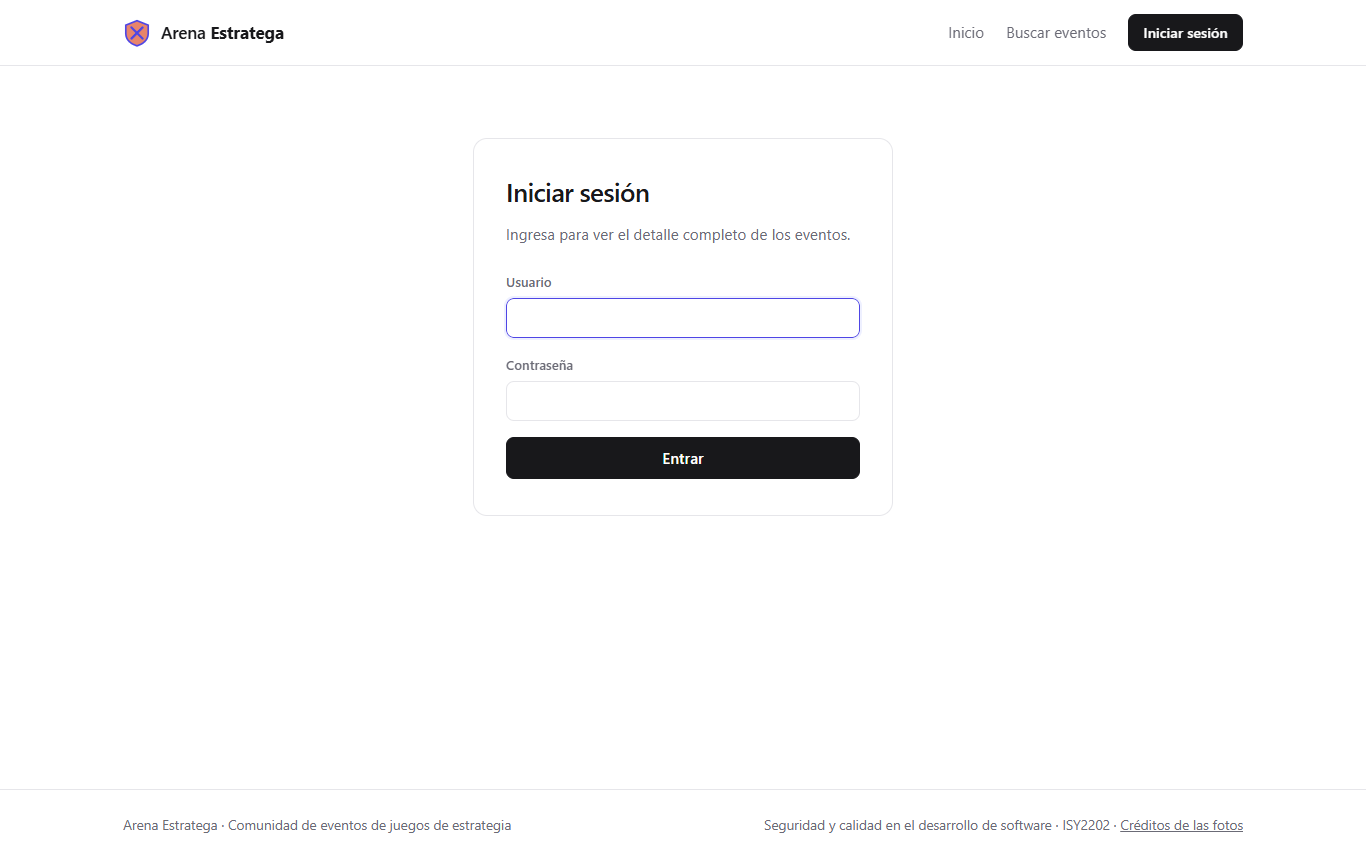 Arena Estratega
Inicio
Buscar eventos
Iniciar sesión
Iniciar sesión
Ingresa para ver el detalle completo de los eventos.
Usuario
Contraseña
Entrar
Arena Estratega · Comunidad de eventos de juegos de estrategia
Seguridad y calidad en el desarrollo de software · ISY2202 · Créditos de las fotos